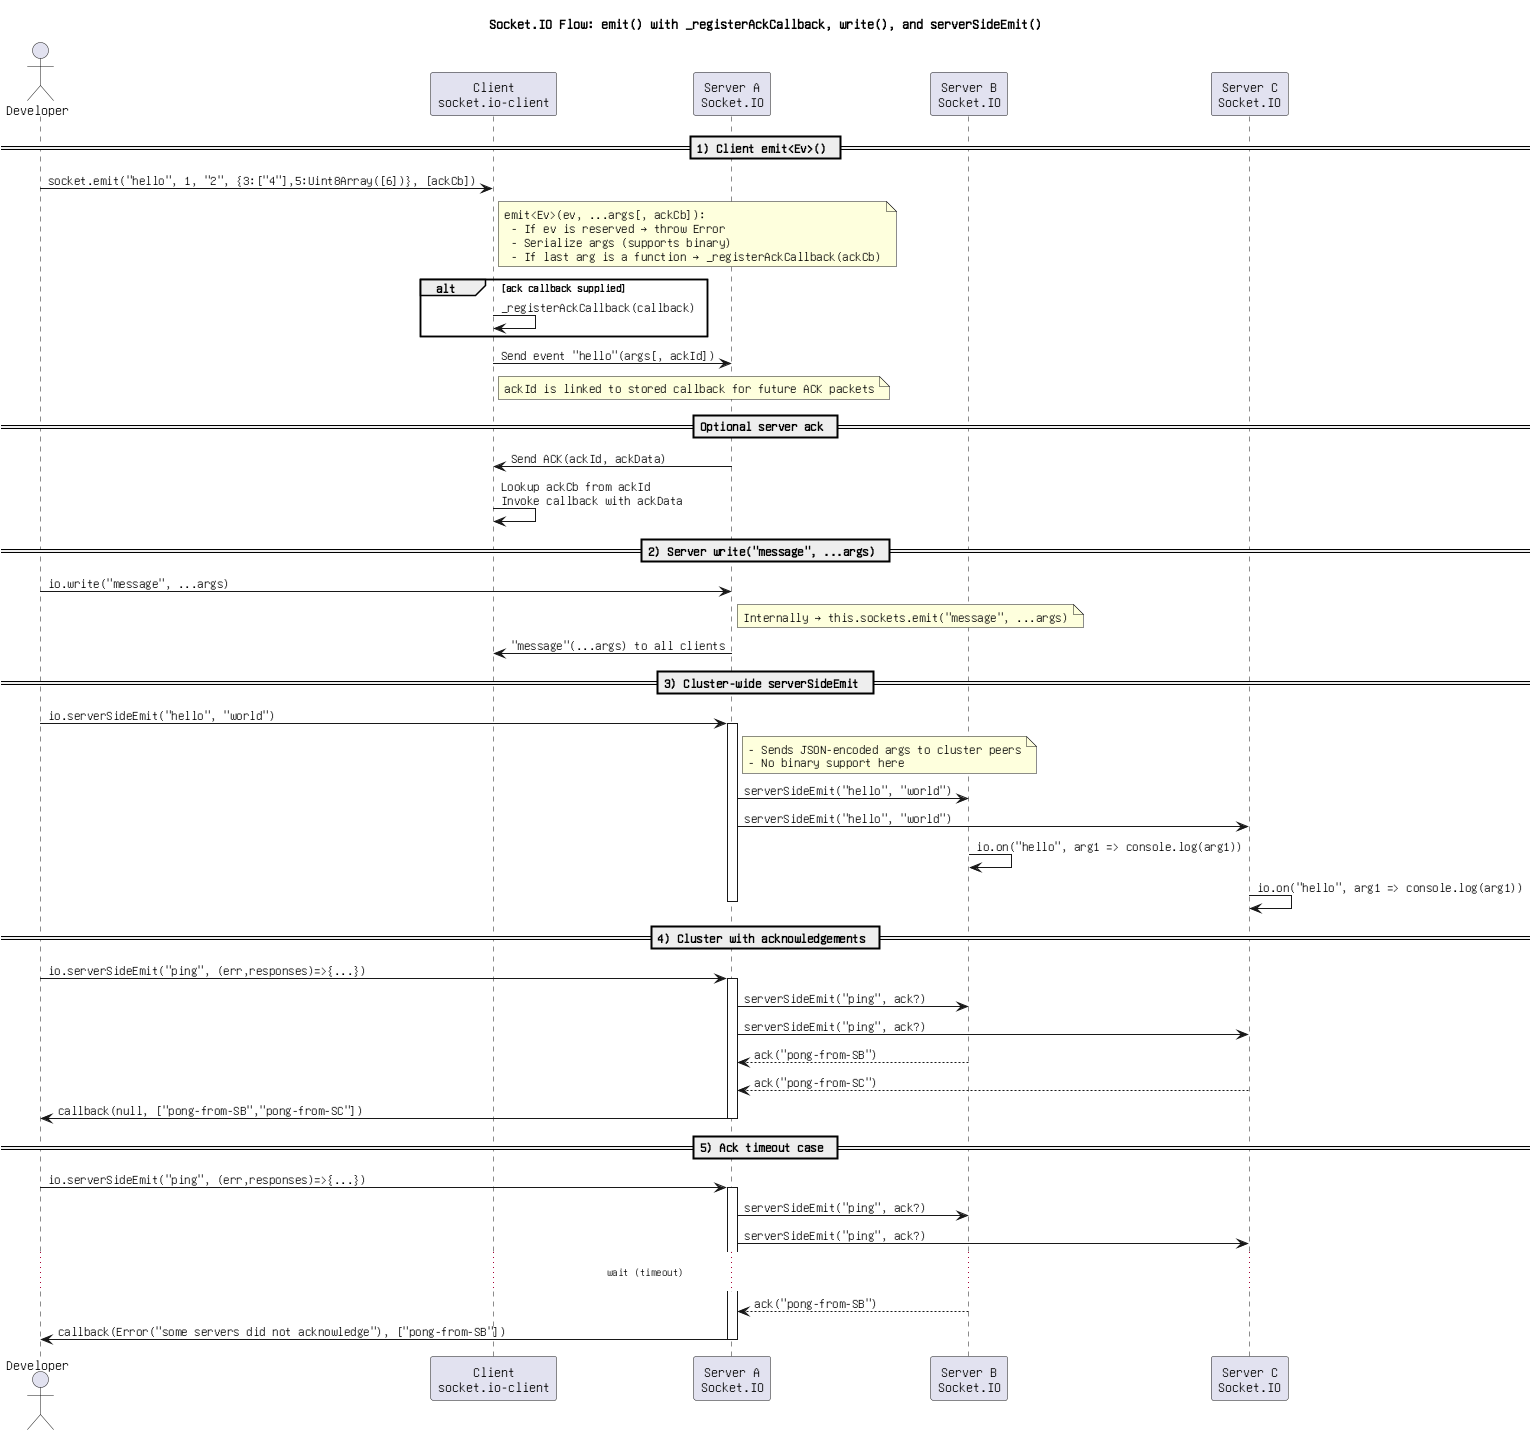 Socket.IO Flow: emit() with _registerAckCallback, write(), and serverSideEmit()
Developer
Client
socket.io-client
Server A
Socket.IO
Server B
Socket.IO
Server C
Socket.IO
1) Client emit<Ev>()
socket.emit("hello", 1, "2", {3:["4"],5:Uint8Array([6])}, [ackCb])
emit<Ev>(ev, ...args[, ackCb]):
- If ev is reserved → throw Error
- Serialize args (supports binary)
- If last arg is a function → _registerAckCallback(ackCb)
alt
[ack callback supplied]
_registerAckCallback(callback)
Send event "hello"(args[, ackId])
ackId is linked to stored callback for future ACK packets
Optional server ack
Send ACK(ackId, ackData)
Lookup ackCb from ackId
Invoke callback with ackData
2) Server write("message", ...args)
io.write("message", ...args)
Internally → this.sockets.emit("message", ...args)
"message"(...args) to all clients
3) Cluster-wide serverSideEmit
io.serverSideEmit("hello", "world")
- Sends JSON-encoded args to cluster peers
- No binary support here
serverSideEmit("hello", "world")
serverSideEmit("hello", "world")
io.on("hello", arg1 => console.log(arg1))
io.on("hello", arg1 => console.log(arg1))
4) Cluster with acknowledgements
io.serverSideEmit("ping", (err,responses)=>{...})
serverSideEmit("ping", ack?)
serverSideEmit("ping", ack?)
ack("pong-from-SB")
ack("pong-from-SC")
callback(null, ["pong-from-SB","pong-from-SC"])
5) Ack timeout case
io.serverSideEmit("ping", (err,responses)=>{...})
serverSideEmit("ping", ack?)
serverSideEmit("ping", ack?)
wait (timeout)
ack("pong-from-SB")
callback(Error("some servers did not acknowledge"), ["pong-from-SB"])
Developer
Client
socket.io-client
Server A
Socket.IO
Server B
Socket.IO
Server C
Socket.IO